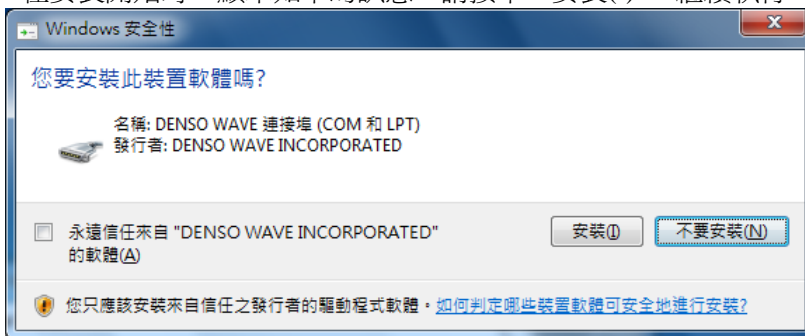 Windows 安全性
您要安裝此裝置軟體嗎?
名稱: DENSO WAVE 連接埠 (COM 和 LPT)
發行者: DENSO WAVE INCORPORATED
永遠信任來自 "DENSO WAVE INCORPORATED"
的軟體(A)
安裝(I)
不要安裝(N)
您只應該安裝來自信任之發行者的驅動程式軟體。如何判定哪些裝置軟體可安全地進行安裝?